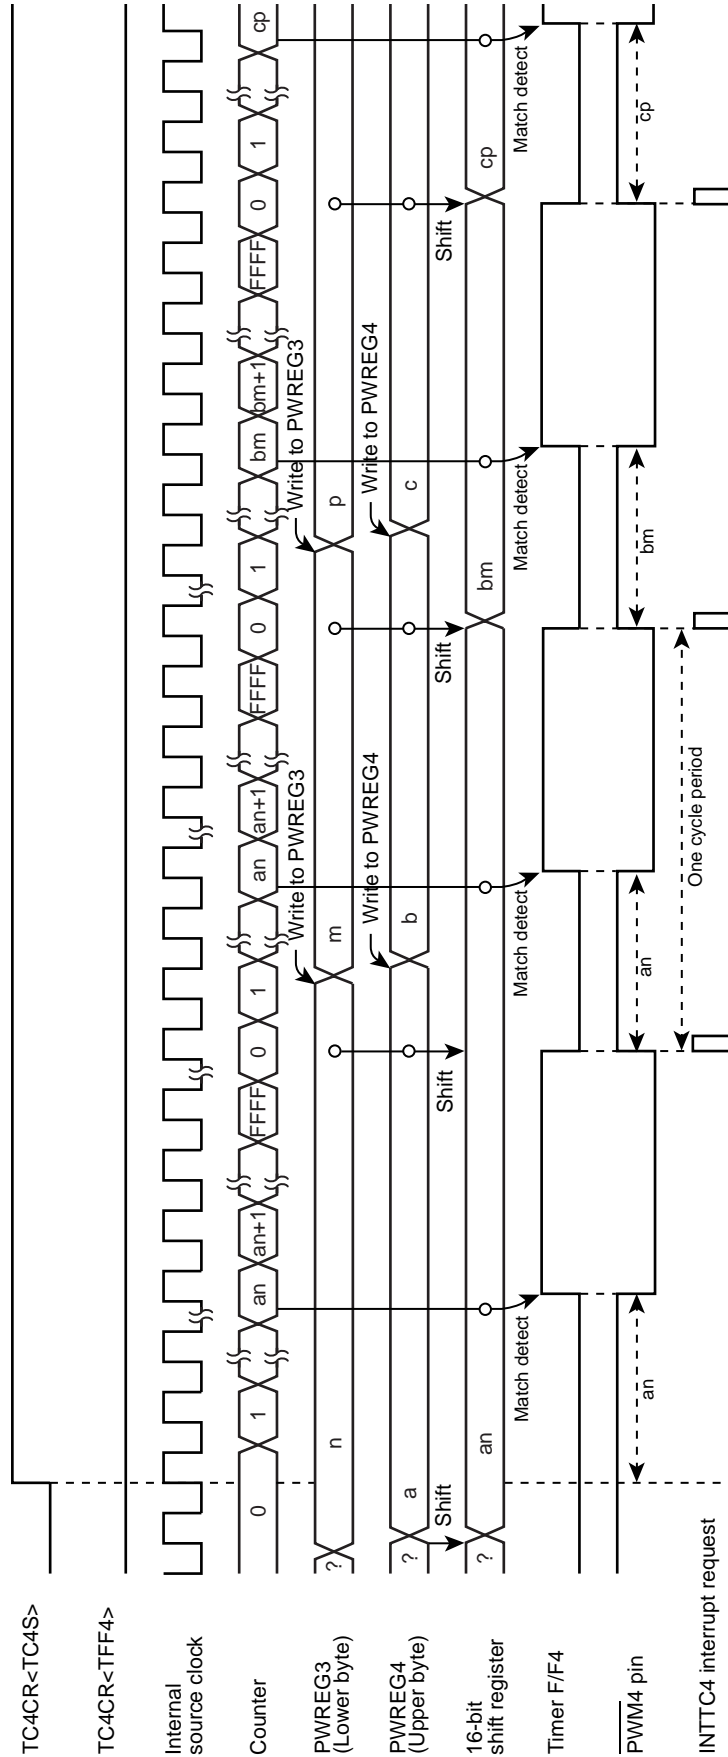 TC4CR<TC4S>
TC4CR<TFF4>
Internal
source clock
Counter 0 1 an an+1 FFFF 0 1 an an+1 FFFF 0 1 bm bm+1 FFFF 0 1 cp
Write to PWREG3 Write to PWREG3
PWREG3
(Lower byte) ? n m p
Write to PWREG4 Write to PWREG4
PWREG4
(Upper byte) ? a b c
Shift Shift Shift Shift
16-bit
shift register ? an bm cp
Match detect Match detect Match detect Match detect
Timer F/F4
PWM4 pin an an bm cp
One cycle period
INTTC4 interrupt request